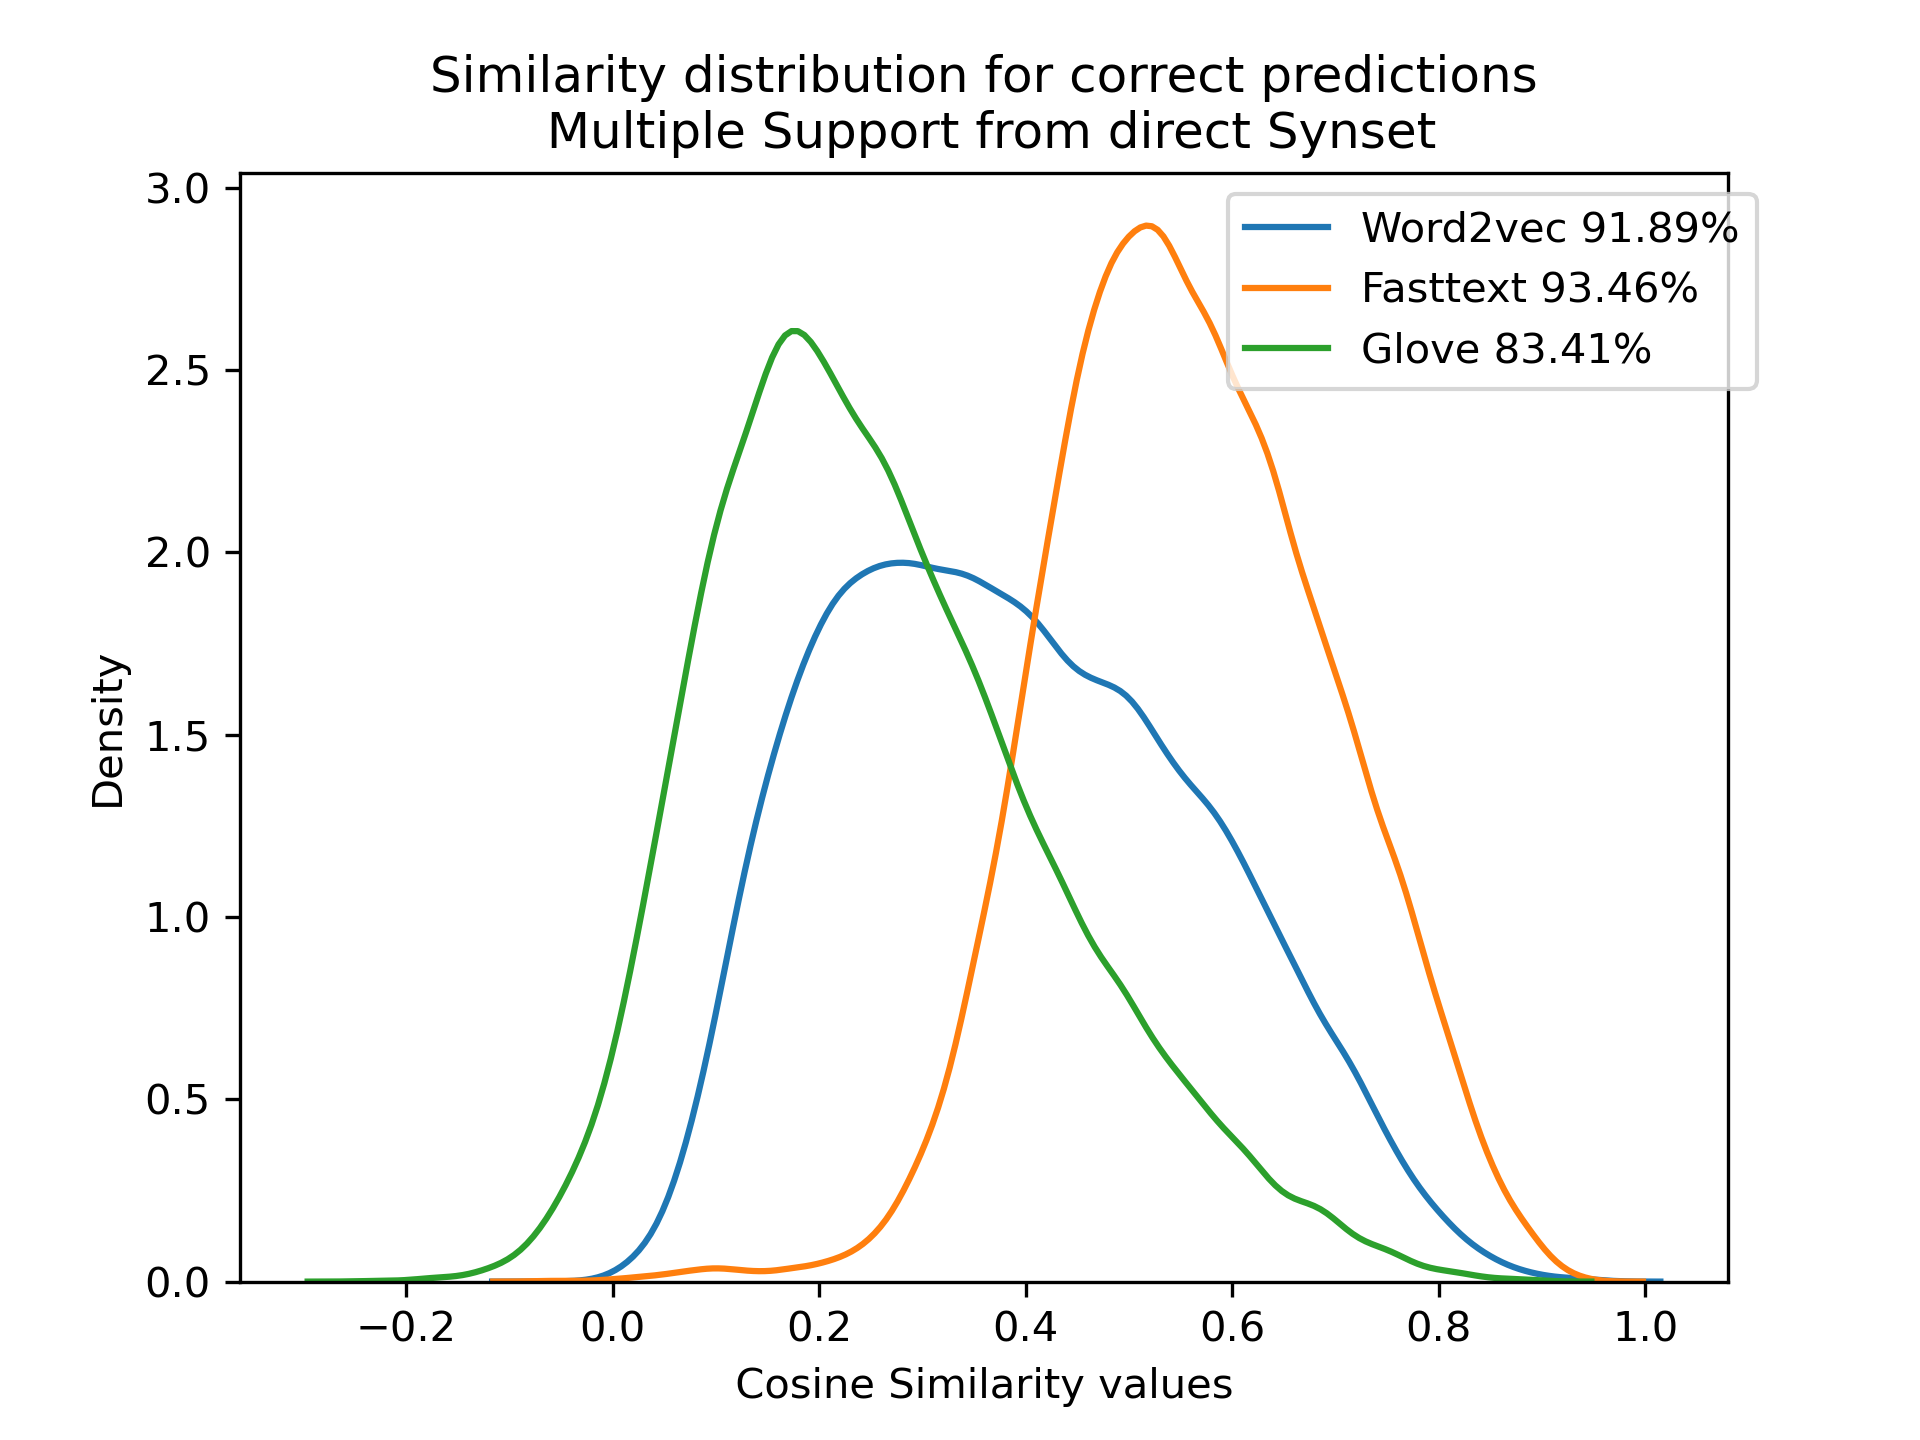 Similarity distribution for correct predictions
Multiple Support from direct Synset
3.0
2.5
2.0
1.5
1.0
0.5
0.0
Density
Word2vec 91.89%
Fasttext 93.46%
Glove 83.41%
−0.2 0.0 0.2 0.4 0.6 0.8 1.0
Cosine Similarity values